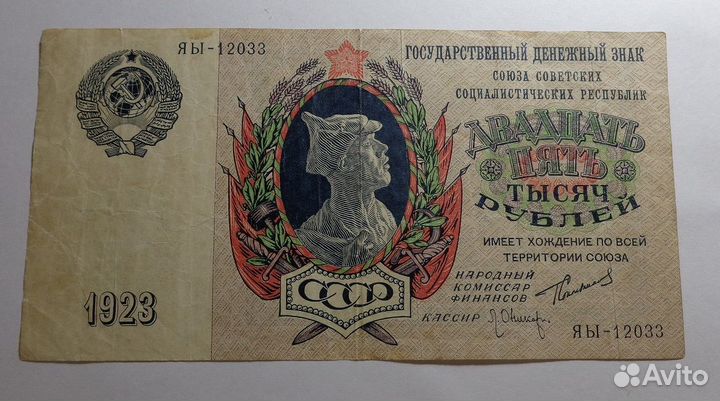 ЯЫ-12033
ГОСУДАРСТВЕННЫЙ ДЕНЕЖНЫЙ ЗНАК
СОЮЗА СОВЕТСКИХ
СОЦИАЛИСТИЧЕСКИХ РЕСПУБЛИК
ДВАДЦАТЬ
ПЯТЬ
ТЫСЯЧ
РУБЛЕЙ
ИМЕЕТ ХОЖДЕНИЕ ПО ВСЕЙ
ТЕРРИТОРИИ СОЮЗА
НАРОДНЫЙ
КОМИССАР
ФИНАНСОВ
КАССИР
СССР
1923
ЯЫ-12033
Avito